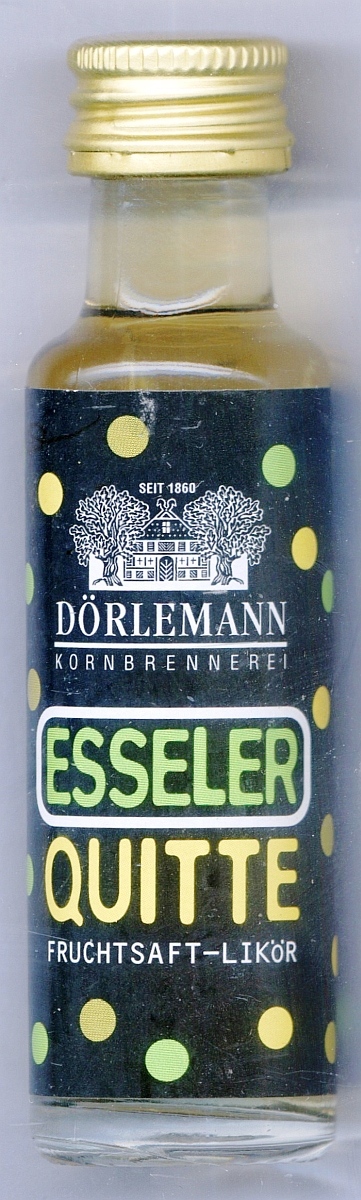 SEIT 1860
DÖRLEMANN
KORNBRENNEREI
ESSELER
QUITTE
FRUCHTSAFT-LIKÖR